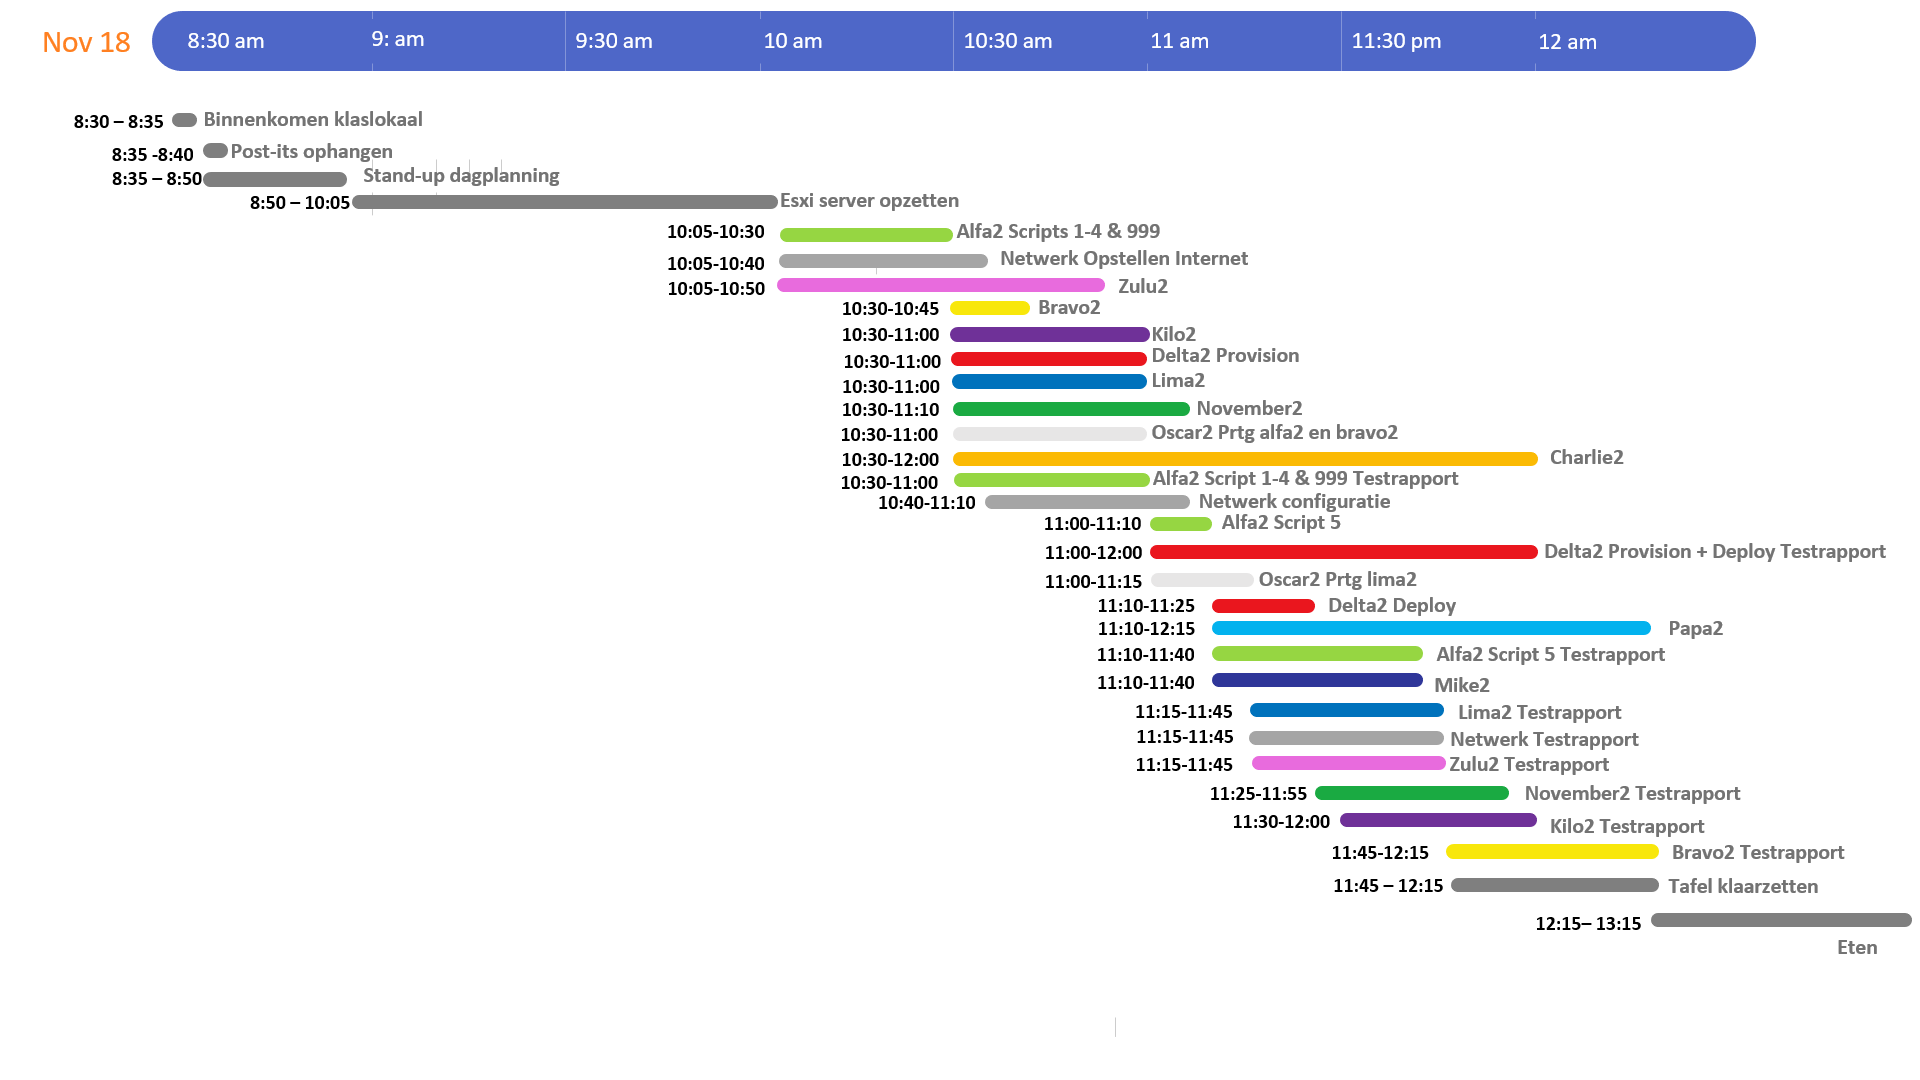 Nov 18
8:30 am
9: am
9:30 am
10 am
10:30 am
11 am
11:30 pm
12 am
8:30 – 8:35 Binnenkomen klaslokaal
8:35 -8:40 Post-its ophangen
8:35 – 8:50 Stand-up dagplanning
8:50 – 10:05 Esxi server opzetten
10:05-10:30 Alfa2 Scripts 1-4 & 999
10:05-10:40 Netwerk Opstellen Internet
10:05-10:50 Zulu2
10:30-10:45 Bravo2
10:30-11:00 Kilo2
10:30-11:00 Delta2 Provision
10:30-11:00 Lima2
10:30-11:10 November2
10:30-11:00 Oscar2 Prtg alfa2 en bravo2
10:30-12:00 Charlie2
10:30-11:00 Alfa2 Script 1-4 & 999 Testrapport
10:40-11:10 Netwerk configuratie
11:00-11:10 Alfa2 Script 5
11:00-12:00 Delta2 Provision + Deploy Testrapport
11:00-11:15 Oscar2 Prtg lima2
11:10-11:25 Delta2 Deploy
11:10-12:15 Papa2
11:10-11:40 Alfa2 Script 5 Testrapport
11:10-11:40 Mike2
11:15-11:45 Lima2 Testrapport
11:15-11:45 Netwerk Testrapport
11:15-11:45 Zulu2 Testrapport
11:25-11:55 November2 Testrapport
11:30-12:00 Kilo2 Testrapport
11:45-12:15 Bravo2 Testrapport
11:45 – 12:15 Tafel klaarzetten
12:15– 13:15
Eten